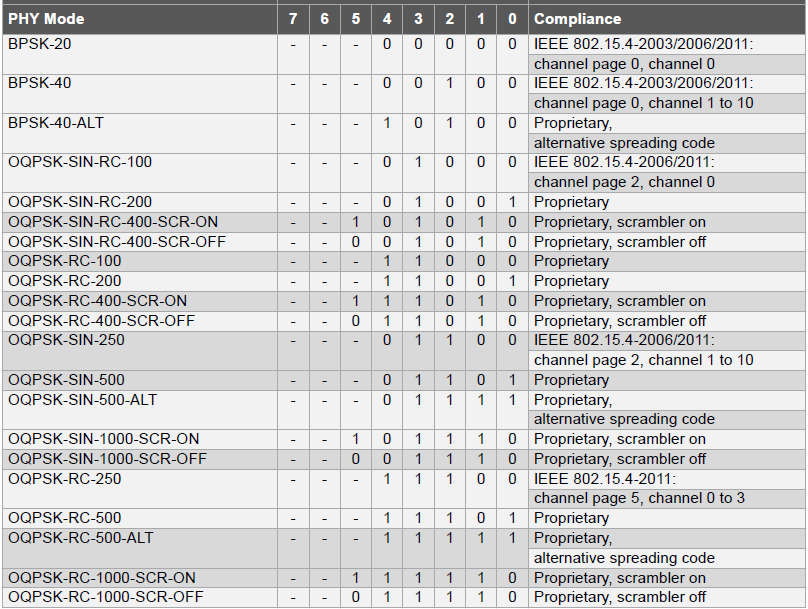 PHY Mode 7 6 5 4 3 2 1 0 Compliance
BPSK-20 - - - 0 0 0 0 0 IEEE 802.15.4-2003/2006/2011:
channel page 0, channel 0
BPSK-40 - - - 0 0 1 0 0 IEEE 802.15.4-2003/2006/2011:
channel page 0, channel 1 to 10
BPSK-40-ALT - - - 1 0 1 0 0 Proprietary,
alternative spreading code
OQPSK-SIN-RC-100 - - - 0 1 0 0 0 IEEE 802.15.4-2006/2011:
channel page 2, channel 0
OQPSK-SIN-RC-200 - - - 0 1 0 0 1 Proprietary
OQPSK-SIN-RC-400-SCR-ON - - 1 0 1 0 1 0 Proprietary, scrambler on
OQPSK-SIN-RC-400-SCR-OFF - - 0 0 1 0 1 0 Proprietary, scrambler off
OQPSK-RC-100 - - - 1 1 0 0 0 Proprietary
OQPSK-RC-200 - - - 1 1 0 0 1 Proprietary
OQPSK-RC-400-SCR-ON - - 1 1 1 0 1 0 Proprietary, scrambler on
OQPSK-RC-400-SCR-OFF - - 0 1 1 0 1 0 Proprietary, scrambler off
OQPSK-SIN-250 - - - 0 1 1 0 0 IEEE 802.15.4-2006/2011:
channel page 2, channel 1 to 10
OQPSK-SIN-500 - - - 0 1 1 0 1 Proprietary
OQPSK-SIN-500-ALT - - - 0 1 1 1 1 Proprietary,
alternative spreading code
OQPSK-SIN-1000-SCR-ON - - 1 0 1 1 1 0 Proprietary, scrambler on
OQPSK-SIN-1000-SCR-OFF - - 0 0 1 1 1 0 Proprietary, scrambler off
OQPSK-RC-250 - - - 1 1 1 0 0 IEEE 802.15.4-2011:
channel page 5, channel 0 to 3
OQPSK-RC-500 - - - 1 1 1 0 1 Proprietary
OQPSK-RC-500-ALT - - - 1 1 1 1 1 Proprietary,
alternative spreading code
OQPSK-RC-1000-SCR-ON - - 1 1 1 1 1 0 Proprietary, scrambler on
OQPSK-RC-1000-SCR-OFF - - 0 1 1 1 1 0 Proprietary, scrambler off